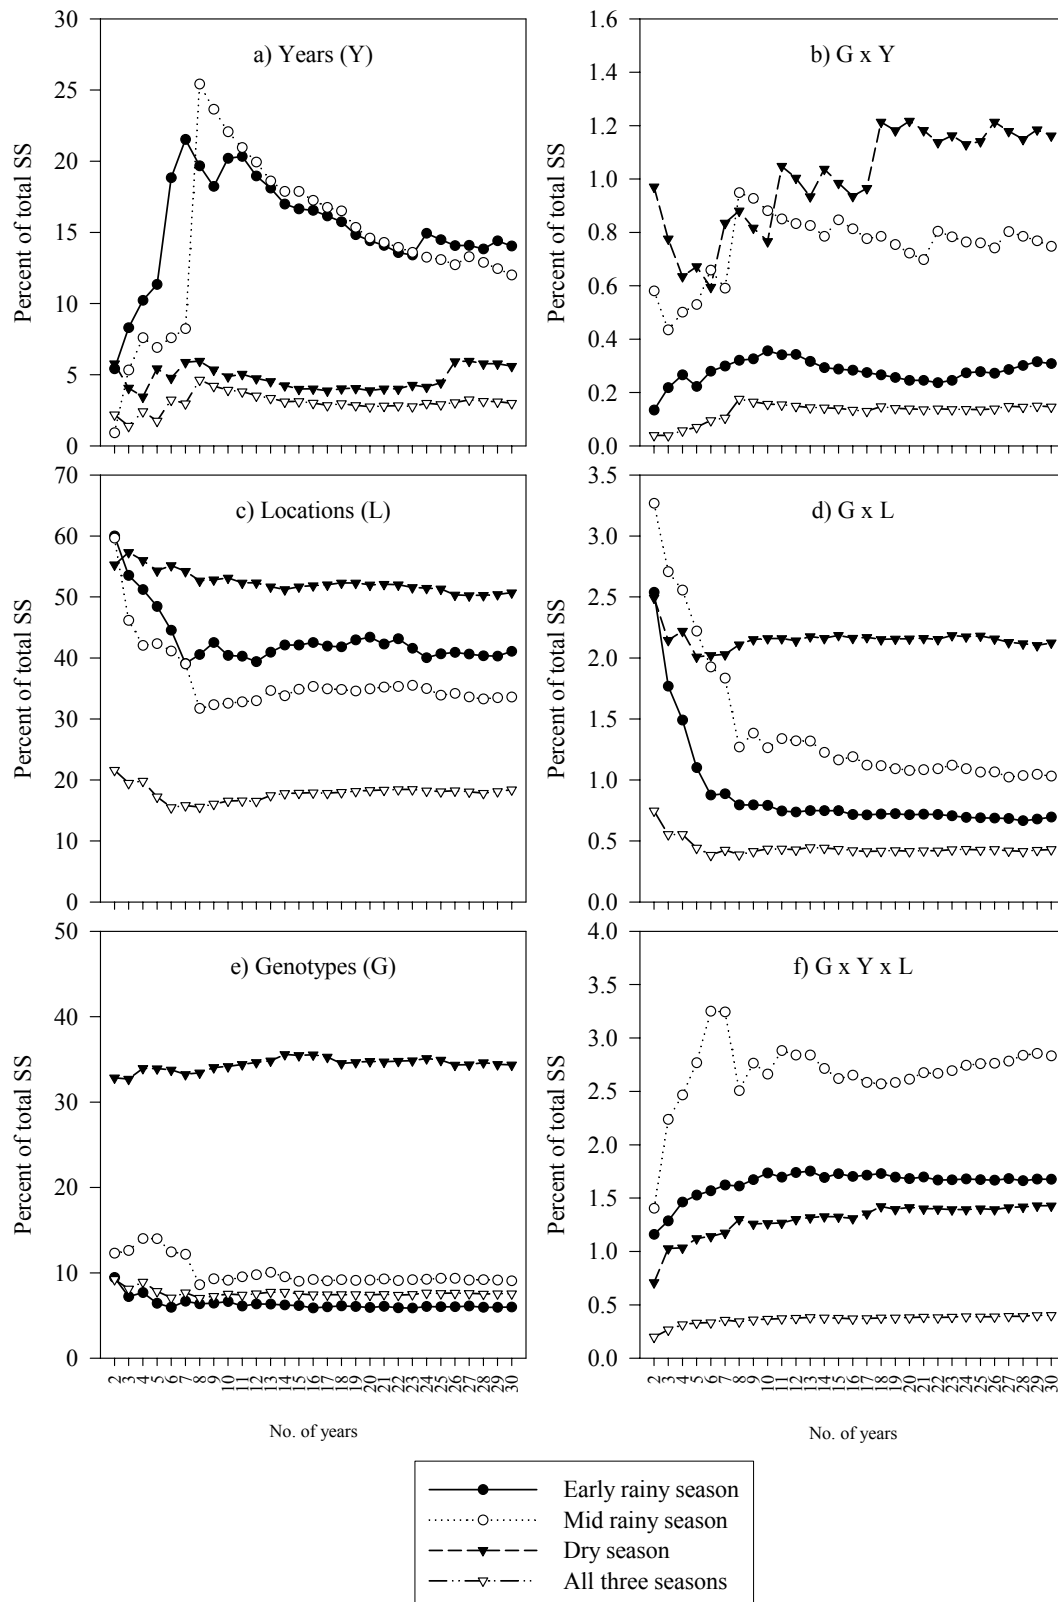 a) Years (Y)
Percent of total SS
30
25
20
15
10
5
0
b) G x Y
Percent of total SS
1.6
1.4
1.2
1.0
0.8
0.6
0.4
0.2
0.0
c) Locations (L)
Percent of total SS
70
60
50
40
30
20
10
0
d) G x L
Percent of total SS
3.5
3.0
2.5
2.0
1.5
1.0
0.5
0.0
e) Genotypes (G)
Percent of total SS
50
40
30
20
10
0
2 3 4 5 6 7 8 9 10 11 12 13 14 15 16 17 18 19 20 21 22 23 24 25 26 27 28 29 30
No. of years
f) G x Y x L
Percent of total SS
4.0
3.5
3.0
2.5
2.0
1.5
1.0
0.5
0.0
2 3 4 5 6 7 8 9 10 11 12 13 14 15 16 17 18 19 20 21 22 23 24 25 26 27 28 29 30
No. of years
Early rainy season
Mid rainy season
Dry season
All three seasons